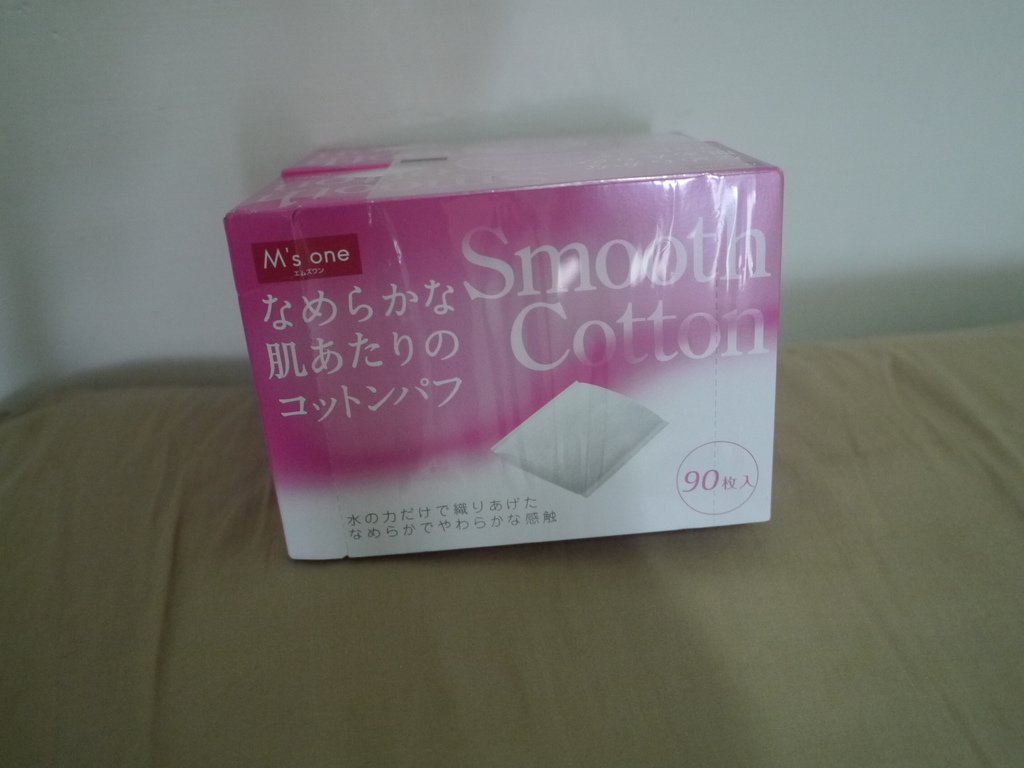 M's one
エムズワン
Smooth
Cotton
なめらかな
肌あたりの
コットンパフ
90枚入
水の力だけで織りあげた
なめらかでやわらかな感触